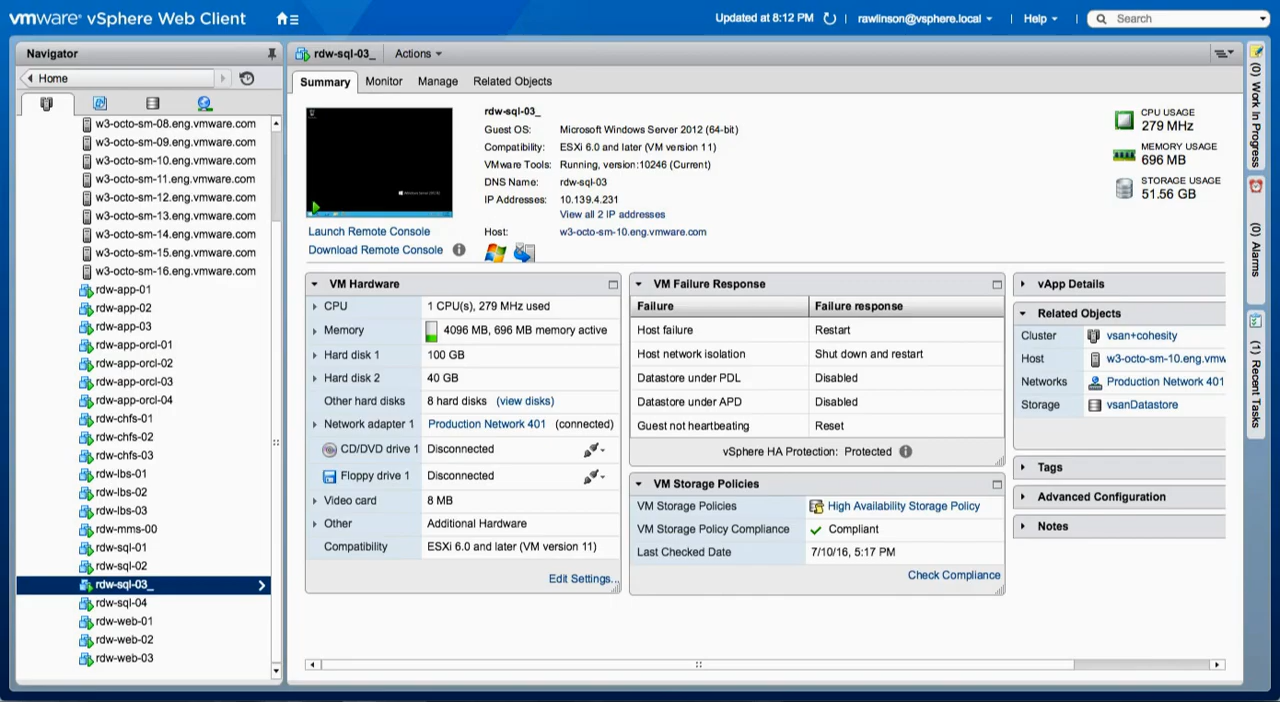 vmware® vSphere Web Client
Updated at 8:12 PM
rawlinson@vsphere.local
Help
Search
Navigator
Home
w3-octo-sm-08.eng.vmware.com
w3-octo-sm-09.eng.vmware.com
w3-octo-sm-10.eng.vmware.com
w3-octo-sm-11.eng.vmware.com
w3-octo-sm-12.eng.vmware.com
w3-octo-sm-13.eng.vmware.com
w3-octo-sm-14.eng.vmware.com
w3-octo-sm-15.eng.vmware.com
w3-octo-sm-16.eng.vmware.com
rdw-app-01
rdw-app-02
rdw-app-03
rdw-app-orcl-01
rdw-app-orcl-02
rdw-app-orcl-03
rdw-app-orcl-04
rdw-chfs-01
rdw-chfs-02
rdw-chfs-03
rdw-lbs-01
rdw-lbs-02
rdw-lbs-03
rdw-mms-00
rdw-sql-01
rdw-sql-02
rdw-sql-03_
rdw-sql-04
rdw-web-01
rdw-web-02
rdw-web-03
rdw-sql-03_ Actions
Summary Monitor Manage Related Objects
rdw-sql-03_
Guest OS: Microsoft Windows Server 2012 (64-bit)
Compatibility: ESXi 6.0 and later (VM version 11)
VMware Tools: Running, version:10246 (Current)
DNS Name: rdw-sql-03
IP Addresses: 10.139.4.231
View all 2 IP addresses
Host: w3-octo-sm-10.eng.vmware.com
Launch Remote Console
Download Remote Console
CPU USAGE
279 MHz
MEMORY USAGE
696 MB
STORAGE USAGE
51.56 GB
VM Hardware
CPU 1 CPU(s), 279 MHz used
Memory 4096 MB, 696 MB memory active
Hard disk 1 100 GB
Hard disk 2 40 GB
Other hard disks 8 hard disks (view disks)
Network adapter 1 Production Network 401 (connected)
CD/DVD drive 1 Disconnected
Floppy drive 1 Disconnected
Video card 8 MB
Other Additional Hardware
Compatibility ESXi 6.0 and later (VM version 11)
Edit Settings...
VM Failure Response
Failure Failure response
Host failure Restart
Host network isolation Shut down and restart
Datastore under PDL Disabled
Datastore under APD Disabled
Guest not heartbeating Reset
vSphere HA Protection: Protected
VM Storage Policies
VM Storage Policies High Availability Storage Policy
VM Storage Policy Compliance Compliant
Last Checked Date 7/10/16, 5:17 PM
Check Compliance
vApp Details
Related Objects
Cluster vsan+cohesity
Host w3-octo-sm-10.eng.vmw
Networks Production Network 401
Storage vsanDatastore
Tags
Advanced Configuration
Notes
(0) Work In Progress
(0) Alarms
(1) Recent Tasks